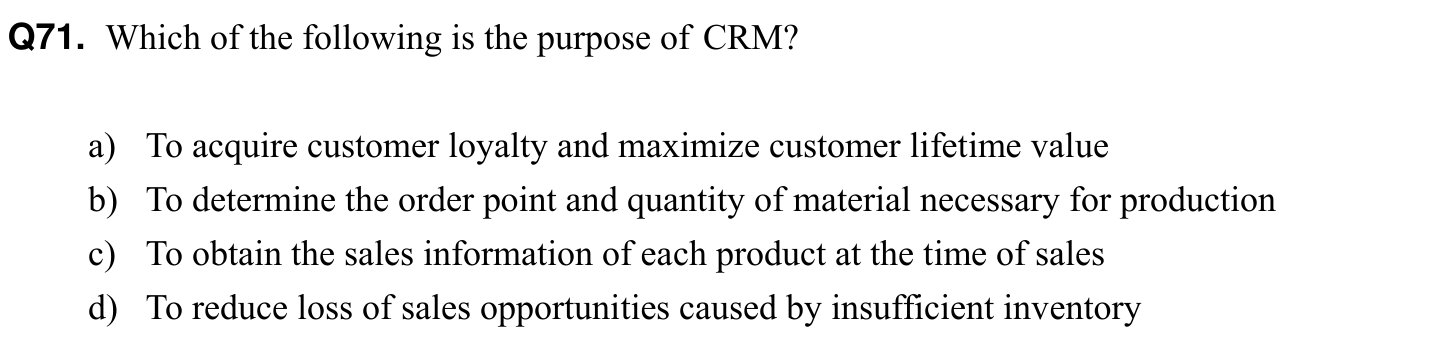 Q71. Which of the following is the purpose of CRM?
a) To acquire customer loyalty and maximize customer lifetime value
b) To determine the order point and quantity of material necessary for production
c) To obtain the sales information of each product at the time of sales
d) To reduce loss of sales opportunities caused by insufficient inventory